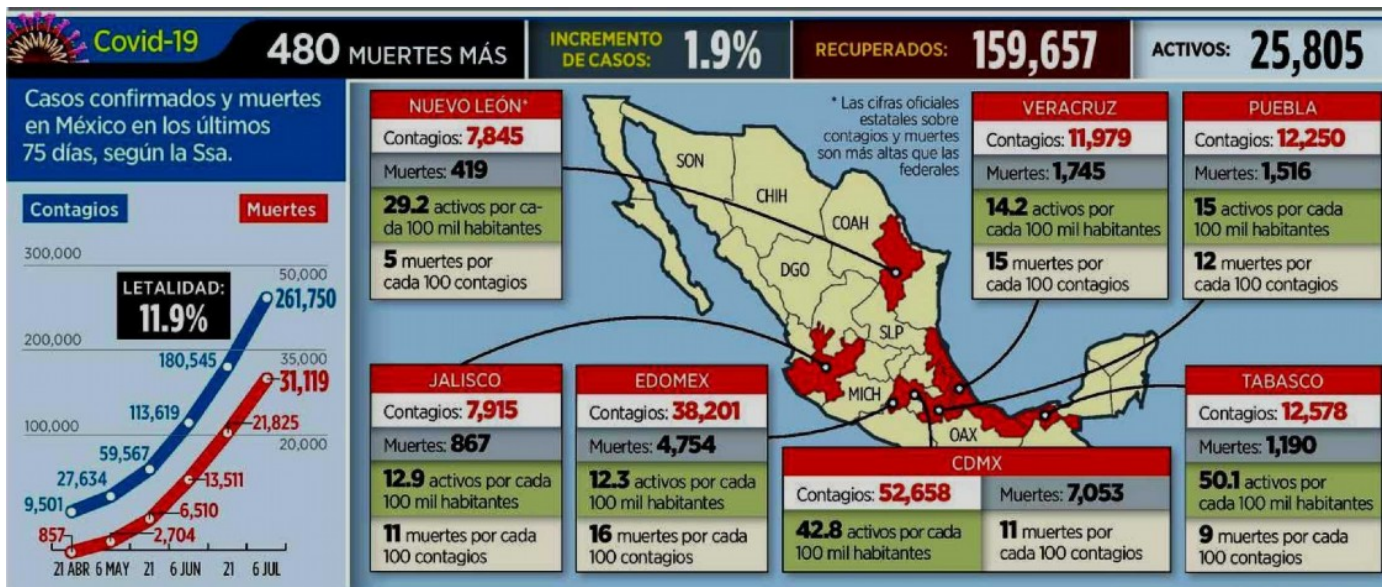 Covid-19
480 MUERTES MÁS
INCREMENTO
DE CASOS:
1.9%
RECUPERADOS:
159,657
ACTIVOS:
25,805
Casos confirmados y muertes
en México en los últimos
75 días, según la Ssa.
Contagios
Muertes
300,000
50,000
LETALIDAD:
11.9%
261,750
200,000
180,545
35,000
31,119
113,619
21,825
100,000
20,000
59,567
27,634
13,511
9,501
6,510
857
2,704
21 ABR 6 MAY 21 6 JUN 21 6 JUL
NUEVO LEÓN*
Contagios: 7,845
Muertes: 419
29.2 activos por ca-
da 100 mil habitantes
5 muertes por
cada 100 contagios
* Las cifras oficiales
estatales sobre
contagios y muertes
son más altas que las
federales
VERACRUZ
Contagios: 11,979
Muertes: 1,745
14.2 activos por
cada 100 mil habitantes
15 muertes por
cada 100 contagios
PUEBLA
Contagios: 12,250
Muertes: 1,516
15 activos por cada
100 mil habitantes
12 muertes por
cada 100 contagios
SON
CHIH
COAH
DGO
SLP
MICH
OAX
JALISCO
Contagios: 7,915
Muertes: 867
12.9 activos por cada
100 mil habitantes
11 muertes por cada
100 contagios
EDOMEX
Contagios: 38,201
Muertes: 4,754
12.3 activos por cada
100 mil habitantes
16 muertes por cada
100 contagios
CDMX
Contagios: 52,658
Muertes: 7,053
42.8 activos por cada
100 mil habitantes
11 muertes por
cada 100 contagios
TABASCO
Contagios: 12,578
Muertes: 1,190
50.1 activos por
cada 100 mil habitantes
9 muertes por cada
100 contagios